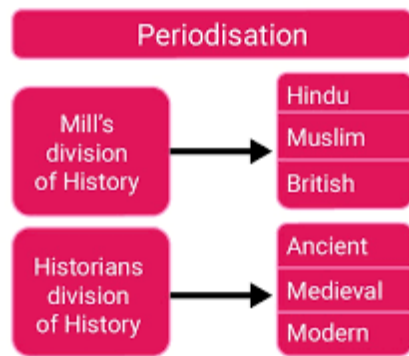 Periodisation
Mill's
division
of History
Hindu
Muslim
British
Historians
division
of History
Ancient
Medieval
Modern